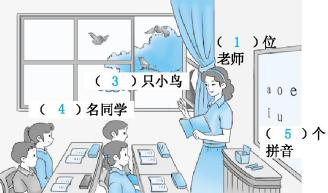 （ 1 ）位
老师
（ 3 ）只小鸟
（ 4 ）名同学
a o e
i u
（ 5 ）个
拼音